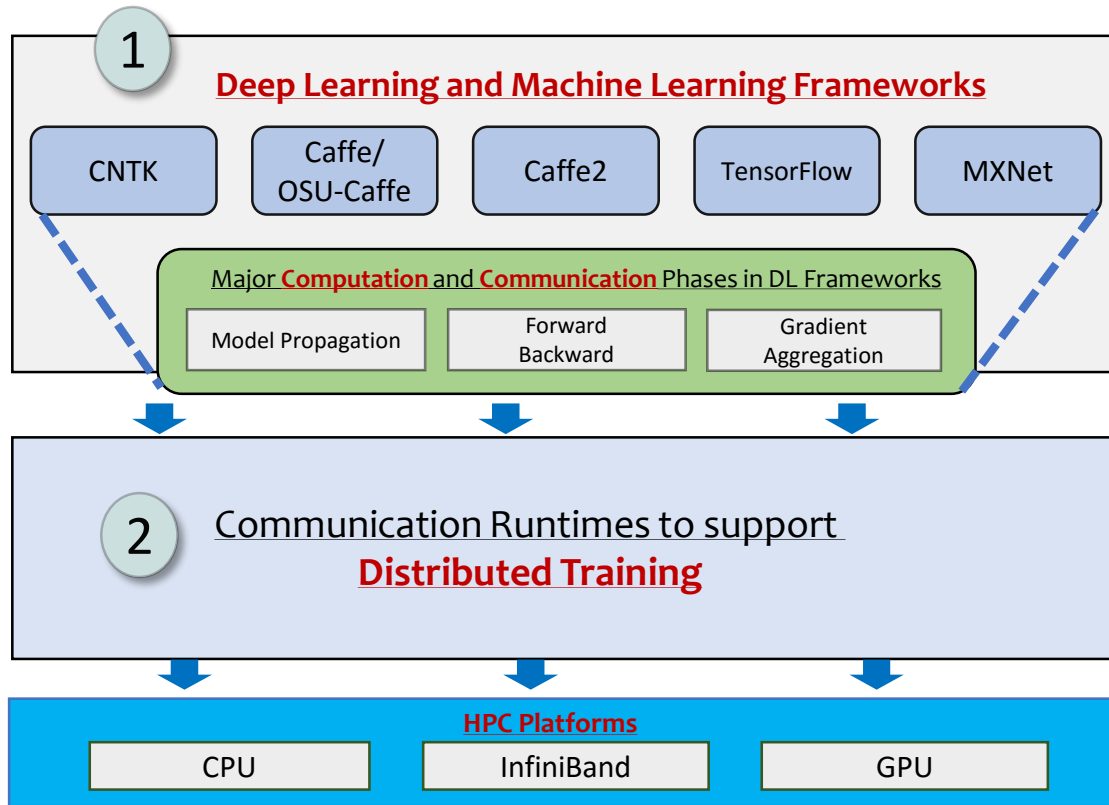 1
Deep Learning and Machine Learning Frameworks
CNTK
Caffe/
OSU-Caffe
Caffe2
TensorFlow
MXNet
Major Computation and Communication Phases in DL Frameworks
Model Propagation
Forward
Backward
Gradient
Aggregation
2
Communication Runtimes to support
Distributed Training
HPC Platforms
CPU
InfiniBand
GPU